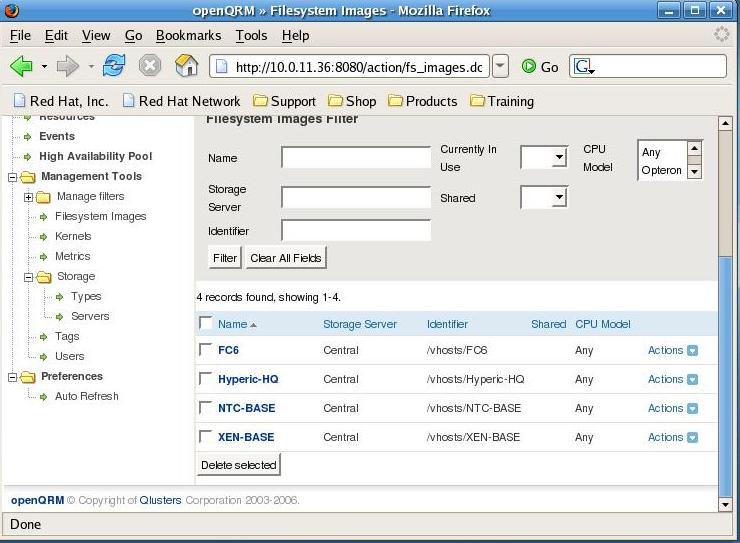 openQRM » Filesystem Images - Mozilla Firefox
File Edit View Go Bookmarks Tools Help
http://10.0.11.36:8080/action/fs_images.dc Go G
Red Hat, Inc. Red Hat Network Support Shop Products Training
Resources
Events
High Availability Pool
Management Tools
Manage filters
Filesystem Images
Kernels
Metrics
Storage
Types
Servers
Tags
Users
Preferences
Auto Refresh
Filesystem Images Filter
Name
Currently In Use
CPU Model
Any
Opteron
Storage Server
Shared
Identifier
Filter Clear All Fields
4 records found, showing 1-4.
Name Storage Server Identifier Shared CPU Model
FC6 Central /vhosts/FC6 Any Actions
Hyperic-HQ Central /vhosts/Hyperic-HQ Any Actions
NTC-BASE Central /vhosts/NTC-BASE Any Actions
XEN-BASE Central /vhosts/XEN-BASE Any Actions
Delete selected
openQRM © Copyright of Qlusters Corporation 2003-2006.
Done